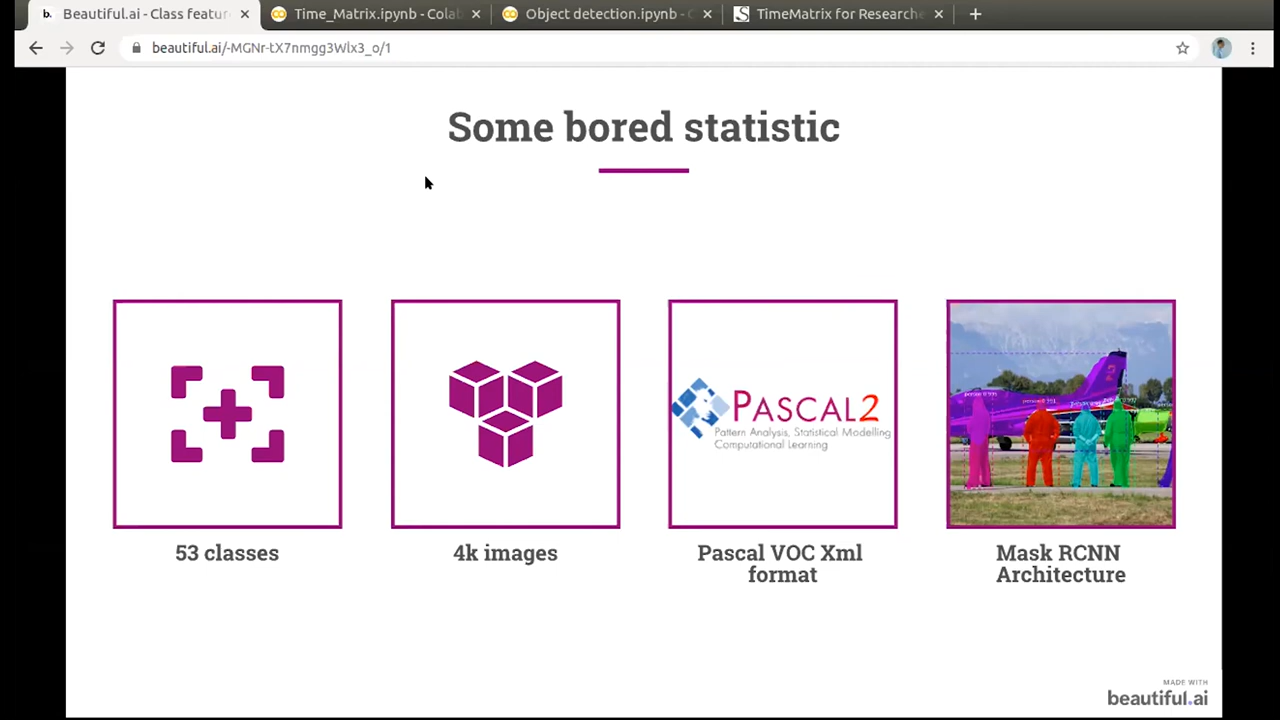 b. Beautiful.ai - Class featur
Time_Matrix.ipynb - Colab
Object detection.ipynb - C
TimeMatrix for Researche
beautiful.ai/-MGNr-tX7nmgg3Wlx3_o/1
Some bored statistic
PASCAL2
Pattern Analysis, Statistical Modelling
Computational Learning
53 classes
4k images
Pascal VOC Xml
format
Mask RCNN
Architecture
MADE WITH
beautiful.ai